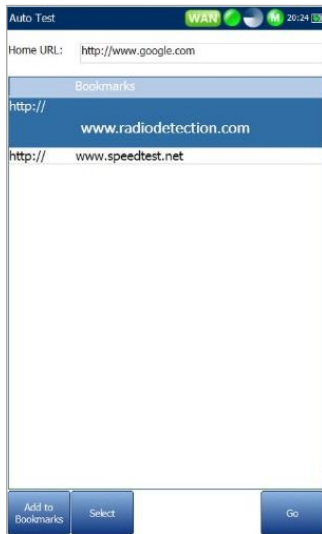 Auto Test WAN M 20:24
Home URL: http://www.google.com
Bookmarks
http://
www.radiodetection.com
http:// www.speedtest.net
Add to
Bookmarks
Select
Go